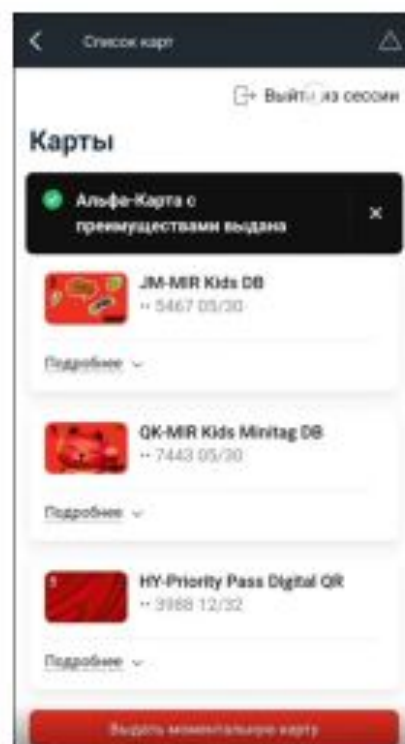 Список карт
Выйти из сессии
Карты
Альфа-Карта с
преимуществами выдана
JM-MIR Kids DB
·· 5467 05/30
Подробнее
QK-MIR Kids Minitag DB
·· 7443 05/30
Подробнее
HY-Priority Pass Digital QR
·· 3988 12/32
Подробнее
Выдать моментальную карту